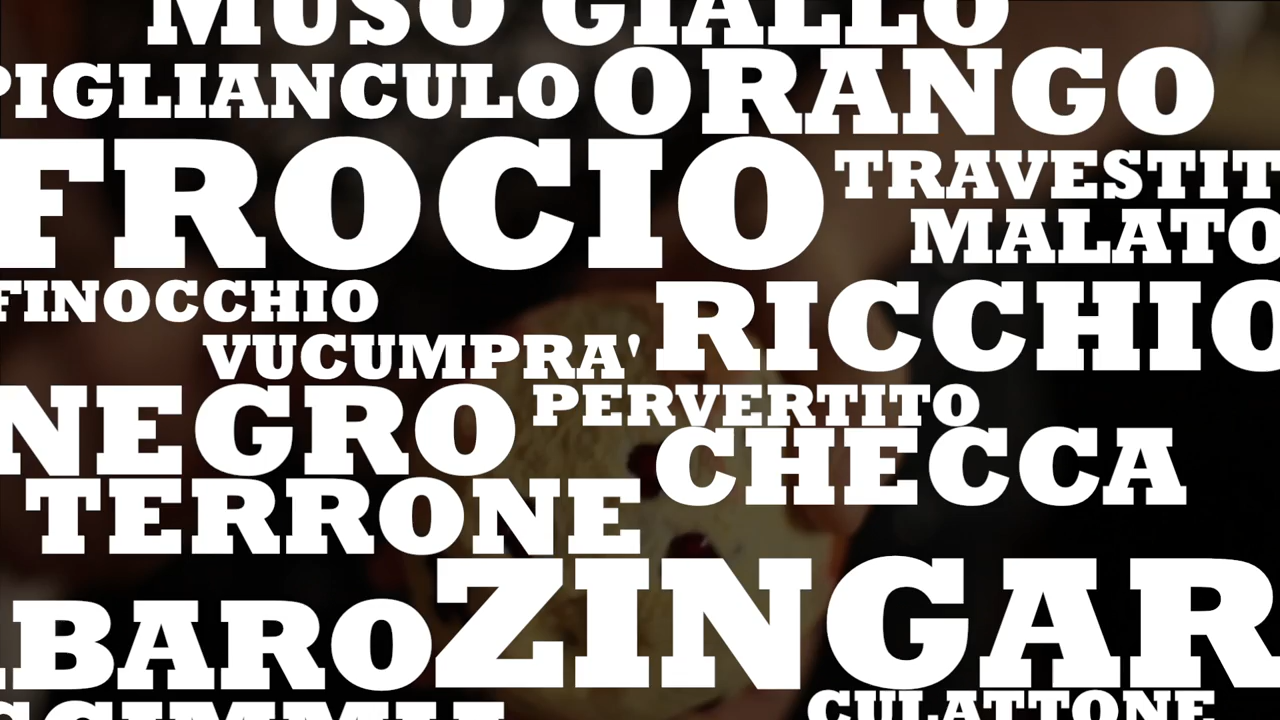 MUSO GIALLO
PIGLIANCULO ORANGO
FROCIO TRAVESTIT
MALATO
FINOCCHIO RICCHIO
VUCUMPRA'
NEGRO PERVERTITO
CHECCA
TERRONE
ZINGAR
BARO
CULATTONE